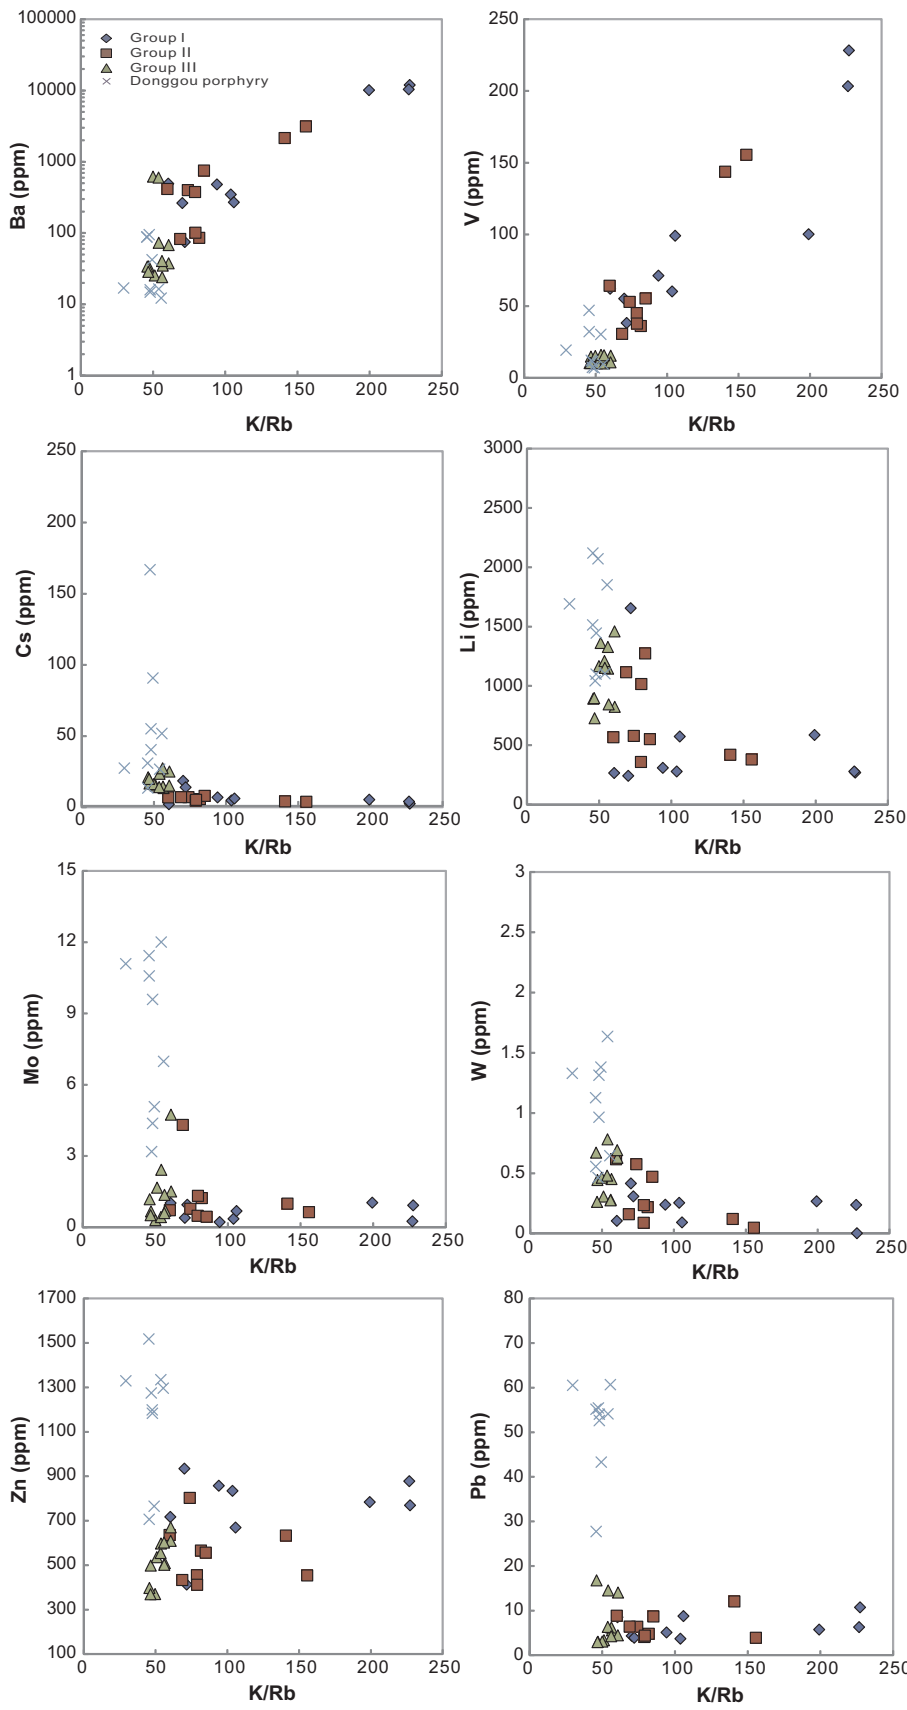 100000
10000
1000
100
10
1
Ba (ppm)
Group I
Group II
Group III
Donggou porphyry
0 50 100 150 200 250
K/Rb
250
200
150
100
50
0
V (ppm)
0 50 100 150 200 250
K/Rb
250
200
150
100
50
0
Cs (ppm)
0 50 100 150 200 250
K/Rb
3000
2500
2000
1500
1000
500
0
Li (ppm)
0 50 100 150 200 250
K/Rb
15
12
9
6
3
0
Mo (ppm)
0 50 100 150 200 250
K/Rb
3
2.5
2
1.5
1
0.5
0
W (ppm)
0 50 100 150 200 250
K/Rb
1700
1500
1300
1100
900
700
500
300
100
Zn (ppm)
0 50 100 150 200 250
K/Rb
80
70
60
50
40
30
20
10
0
Pb (ppm)
0 50 100 150 200 250
K/Rb